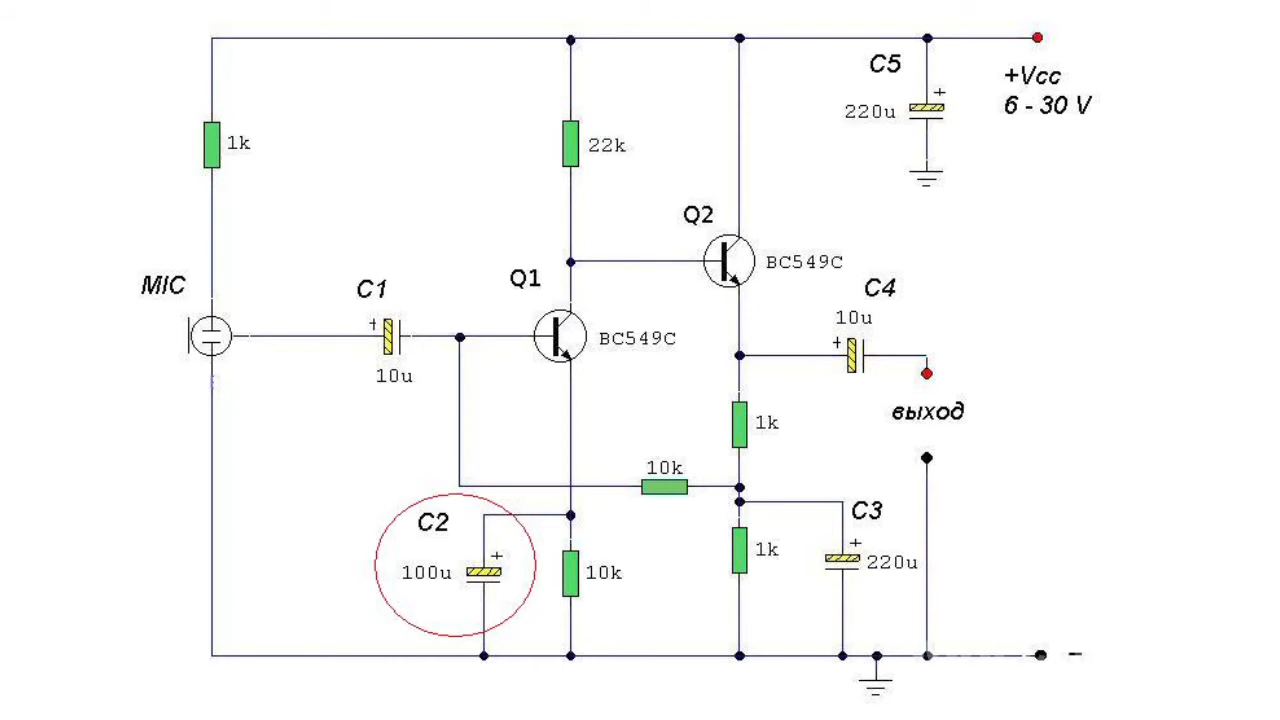 C5
+
220u
+Vcc
6 - 30 V
1k
22k
Q2
BC549C
MIC
C1
+
10u
Q1
BC549C
C4
10u
+
выход
1k
10k
C2
+
100u
10k
1k
C3
+
220u
-